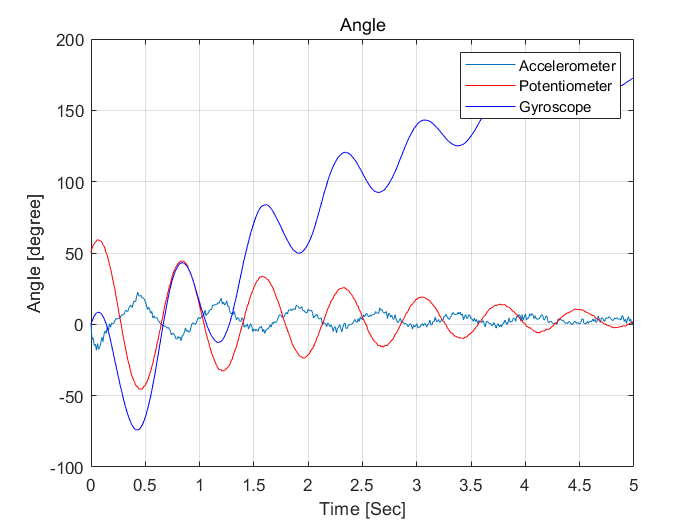 Angle
200
150
100
50
0
-50
-100
Angle [degree]
Accelerometer
Potentiometer
Gyroscope
0 0.5 1 1.5 2 2.5 3 3.5 4 4.5 5
Time [Sec]